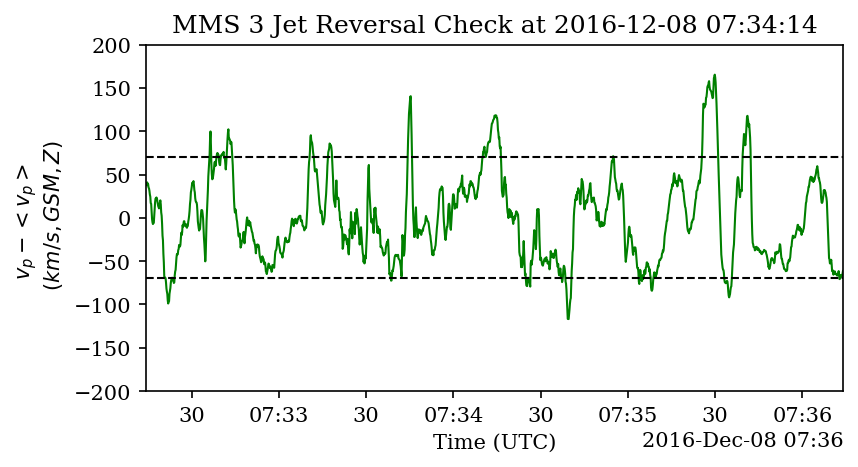 MMS 3 Jet Reversal Check at 2016-12-08 07:34:14
v_p − < v_p >
(km/s, GSM, Z)
200
150
100
50
0
−50
−100
−150
−200
30 07:33 30 07:34 30 07:35 30 07:36
Time (UTC) 2016-Dec-08 07:36